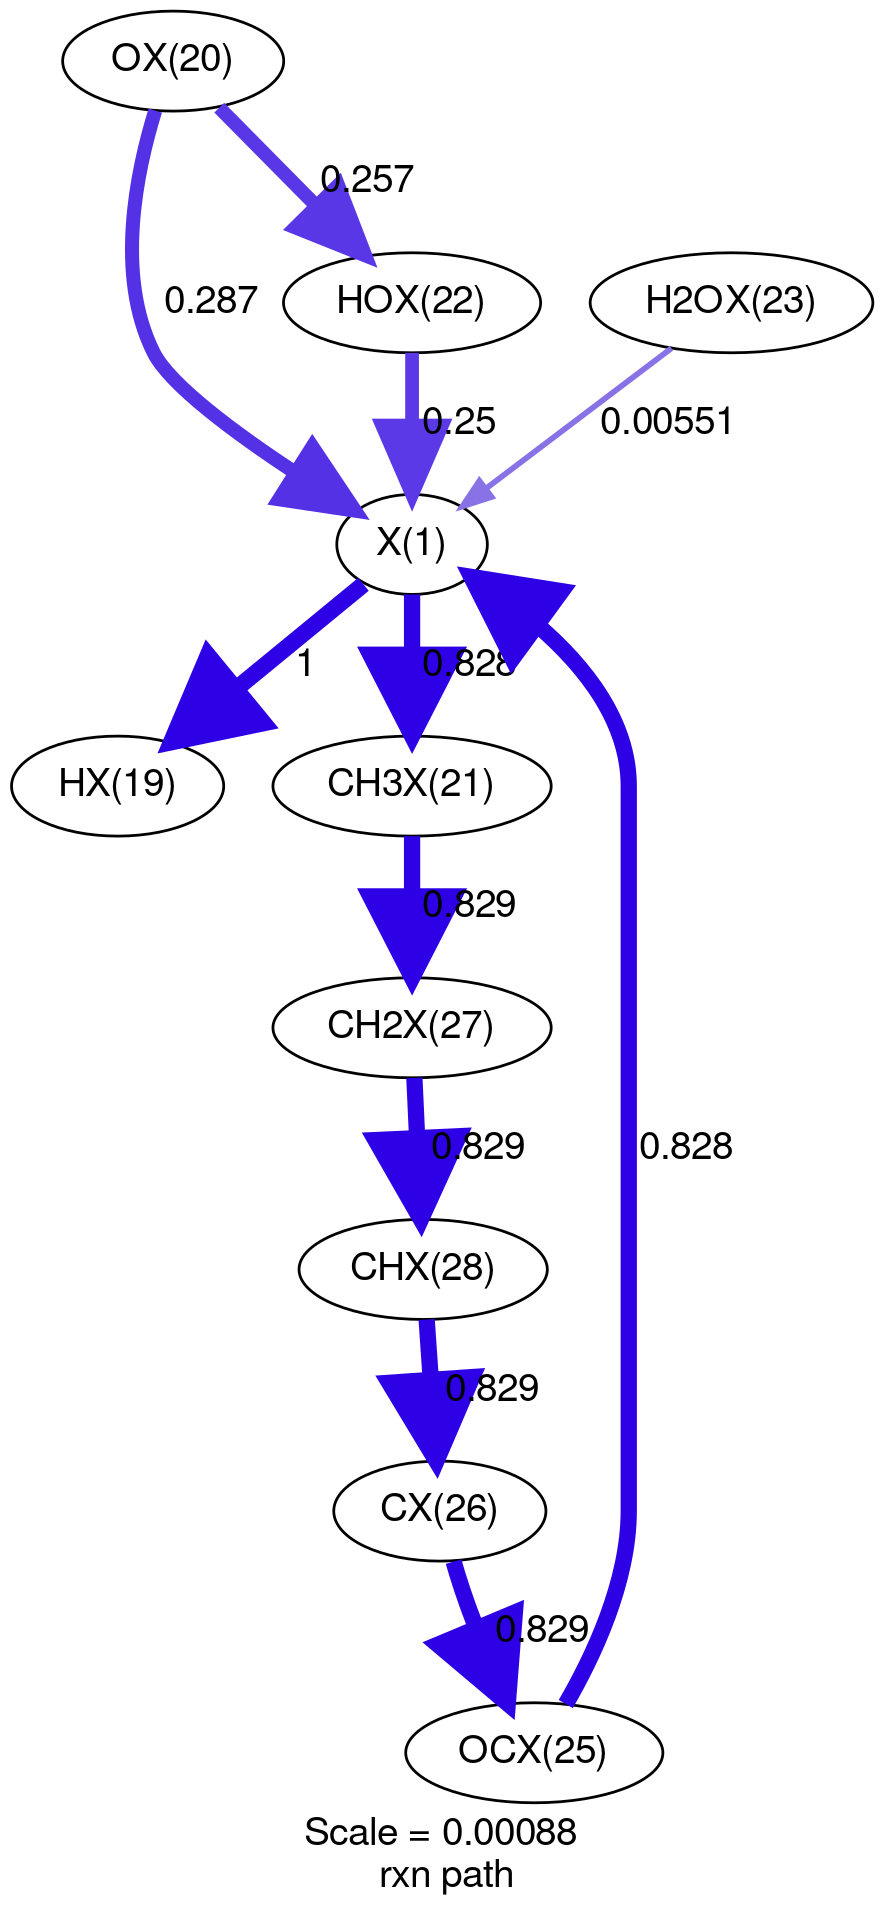 OX(20)
0.257
0.287
HOX(22)
H2OX(23)
0.25
0.00551
X(1)
1
0.828
HX(19)
CH3X(21)
0.829
CH2X(27)
0.829
0.828
CHX(28)
0.829
CX(26)
0.829
OCX(25)
Scale = 0.00088
rxn path